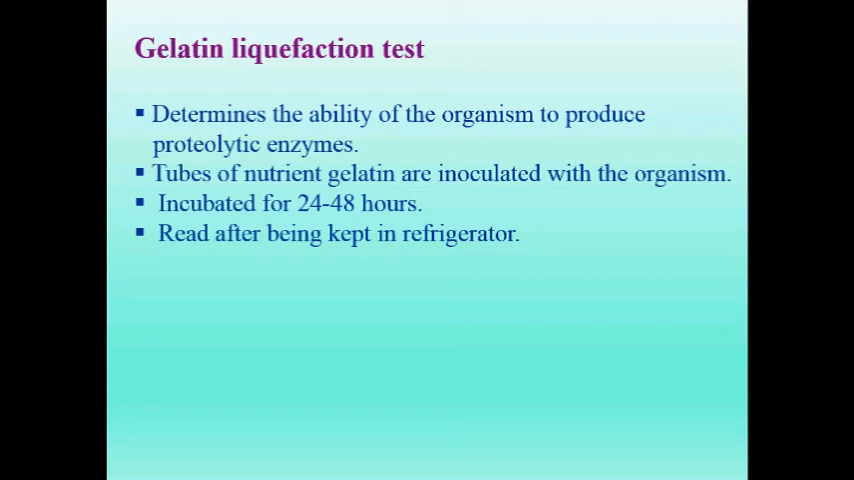 Gelatin liquefaction test
▪ Determines the ability of the organism to produce
proteolytic enzymes.
▪ Tubes of nutrient gelatin are inoculated with the organism.
▪ Incubated for 24-48 hours.
▪ Read after being kept in refrigerator.